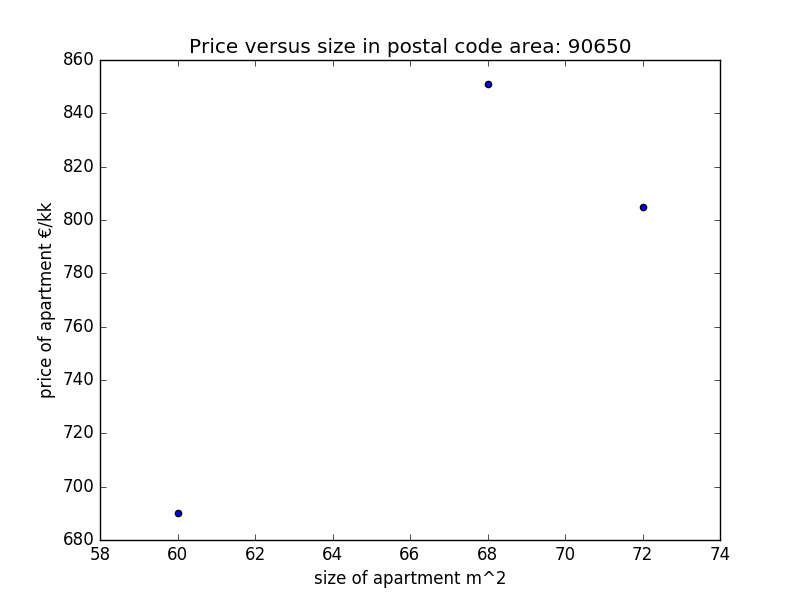 Price versus size in postal code area: 90650
860
840
820
800
780
760
740
720
700
680
price of apartment €/kk
58 60 62 64 66 68 70 72 74
size of apartment m^2